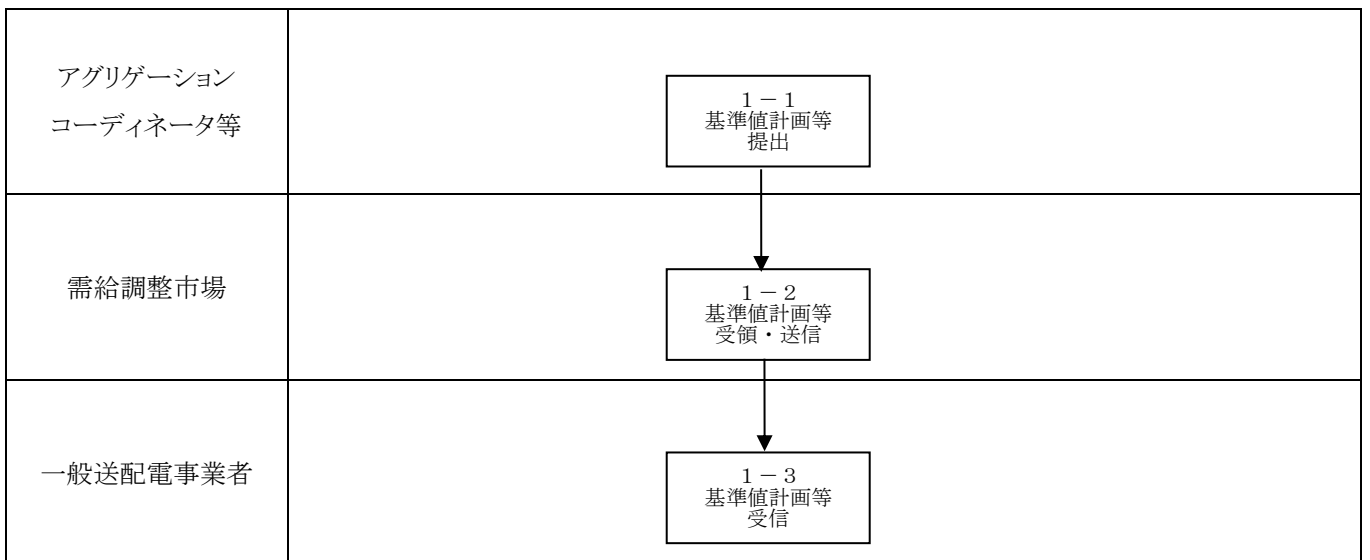 アグリゲーション
コーディネータ等
１－１
基準値計画等
提出
需給調整市場
１－２
基準値計画等
受領・送信
一般送配電事業者
１－３
基準値計画等
受信